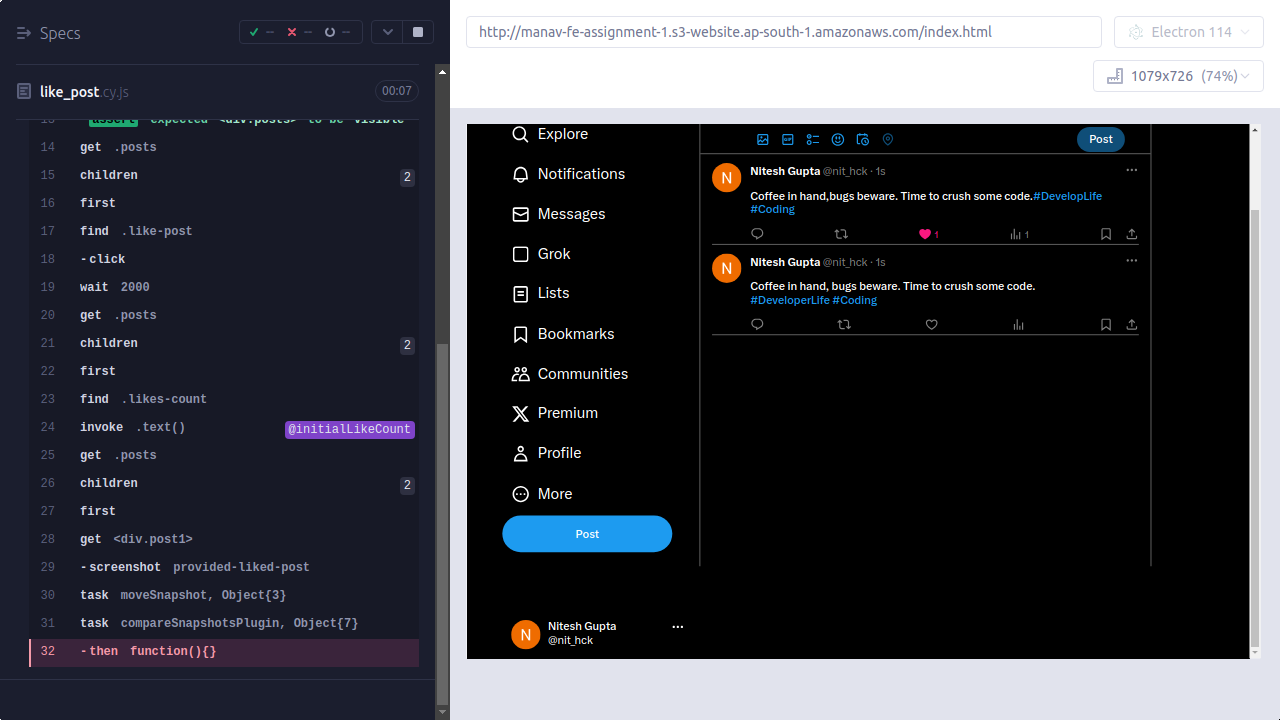 Specs
-- -- --
like_post.cy.js
00:07
13 -assert expected <div.posts> to be visible
14 get .posts
15 children 2
16 first
17 find .like-post
18 -click
19 wait 2000
20 get .posts
21 children 2
22 first
23 find .likes-count
24 invoke .text() @initialLikeCount
25 get .posts
26 children 2
27 first
28 get <div.post1>
29 -screenshot provided-liked-post
30 task moveSnapshot, Object{3}
31 task compareSnapshotsPlugin, Object{7}
32 -then function(){}
http://manav-fe-assignment-1.s3-website.ap-south-1.amazonaws.com/index.html
Electron 114
1079x726 (74%)
Explore
Notifications
Messages
Grok
Lists
Bookmarks
Communities
Premium
Profile
More
Post
N
Nitesh Gupta
@nit_hck
GIF
Post
N
Nitesh Gupta @nit_hck · 1s
Coffee in hand,bugs beware. Time to crush some code.#DevelopLife
#Coding
1
1
N
Nitesh Gupta @nit_hck · 1s
Coffee in hand, bugs beware. Time to crush some code.
#DeveloperLife #Coding